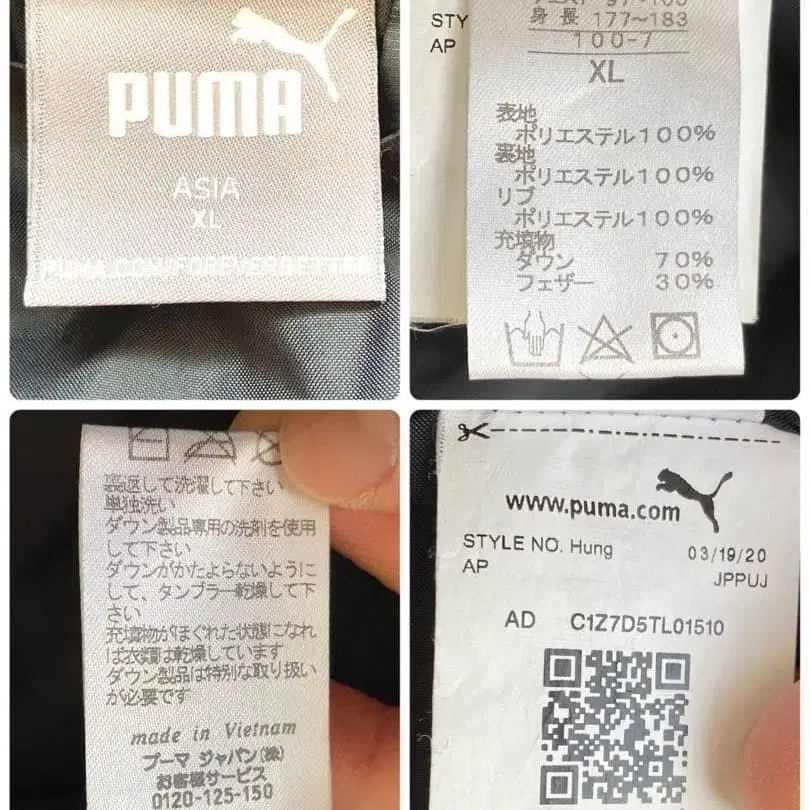 PUMA
ASIA
XL
PUMA.COM/FOREVERBETTER
STY
AP
身長 177~183
100-7
XL
表地
ポリエステル100%
裏地
ポリエステル100%
リブ
ポリエステル100%
充填物
ダウン 70%
フェザー 30%
裏返して洗濯して下さい
単独洗い
ダウン製品専用の洗剤を使用
して下さい
ダウンがかたよらないように
して、タンブラー乾燥して下
さい
充填物がほぐれた状態になれ
ば衣類は乾燥しています
ダウン製品は特別な取り扱い
が必要です
made in Vietnam
プーマ ジャパン(株)
お客様サービス
0120-125-150
www.puma.com
STYLE NO. Hung 03/19/20
AP JPPUJ
AD C1Z7D5TL01510